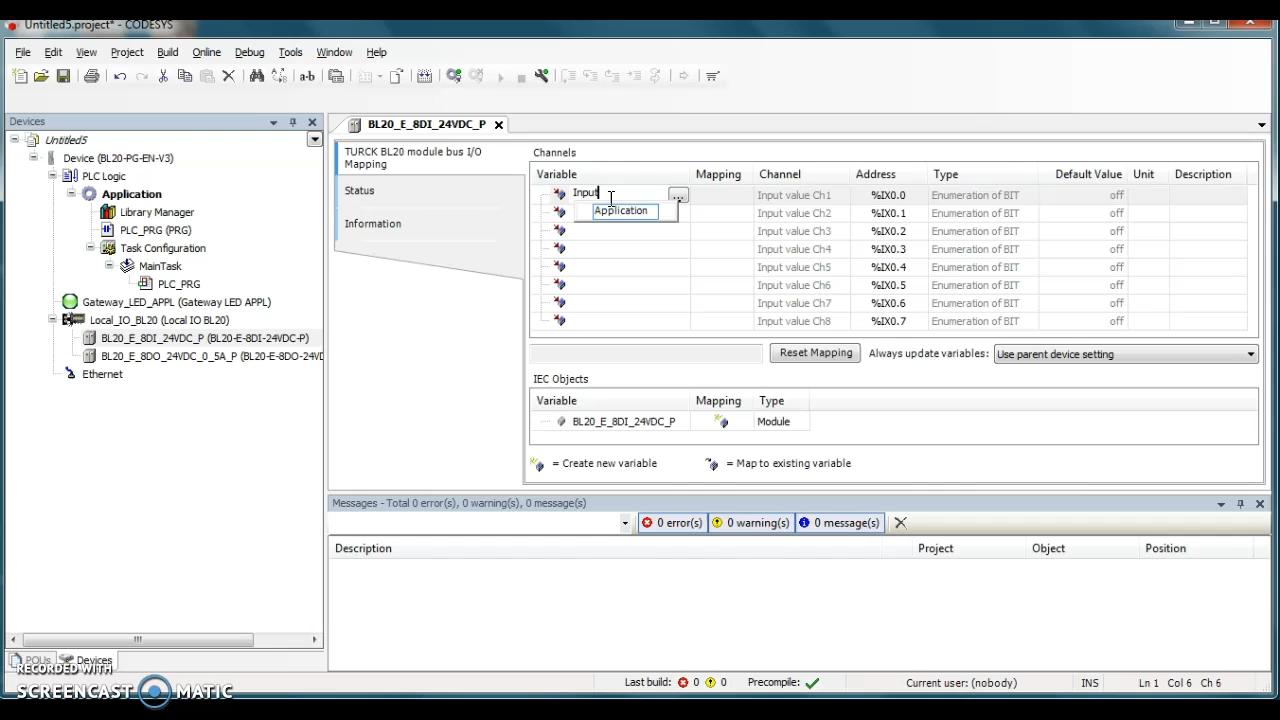 Untitled5.project* - CODESYS
File Edit View Project Build Online Debug Tools Window Help
Devices
BL20_E_8DI_24VDC_P
Untitled5
Device (BL20-PG-EN-V3)
PLC Logic
Application
Library Manager
PLC_PRG (PRG)
Task Configuration
MainTask
PLC_PRG
Gateway_LED_APPL (Gateway LED APPL)
Local_IO_BL20 (Local IO BL20)
BL20_E_8DI_24VDC_P (BL20-E-8DI-24VDC-P)
BL20_E_8DO_24VDC_0_5A_P (BL20-E-8DO-24VD
Ethernet
POUs Devices
TURCK BL20 module bus I/O
Mapping
Status
Information
Channels
Variable Mapping Channel Address Type Default Value Unit Description
Input ... Input value Ch1 %IX0.0 Enumeration of BIT off
Application Input value Ch2 %IX0.1 Enumeration of BIT off
Input value Ch3 %IX0.2 Enumeration of BIT off
Input value Ch4 %IX0.3 Enumeration of BIT off
Input value Ch5 %IX0.4 Enumeration of BIT off
Input value Ch6 %IX0.5 Enumeration of BIT off
Input value Ch7 %IX0.6 Enumeration of BIT off
Input value Ch8 %IX0.7 Enumeration of BIT off
Reset Mapping Always update variables: Use parent device setting
IEC Objects
Variable Mapping Type
BL20_E_8DI_24VDC_P Module
= Create new variable = Map to existing variable
Messages - Total 0 error(s), 0 warning(s), 0 message(s)
0 error(s) 0 warning(s) 0 message(s)
Description Project Object Position
Last build: 0 0 Precompile: Current user: (nobody) INS Ln 1 Col 6 Ch 6
RECORDED WITH
SCREENCAST MATIC